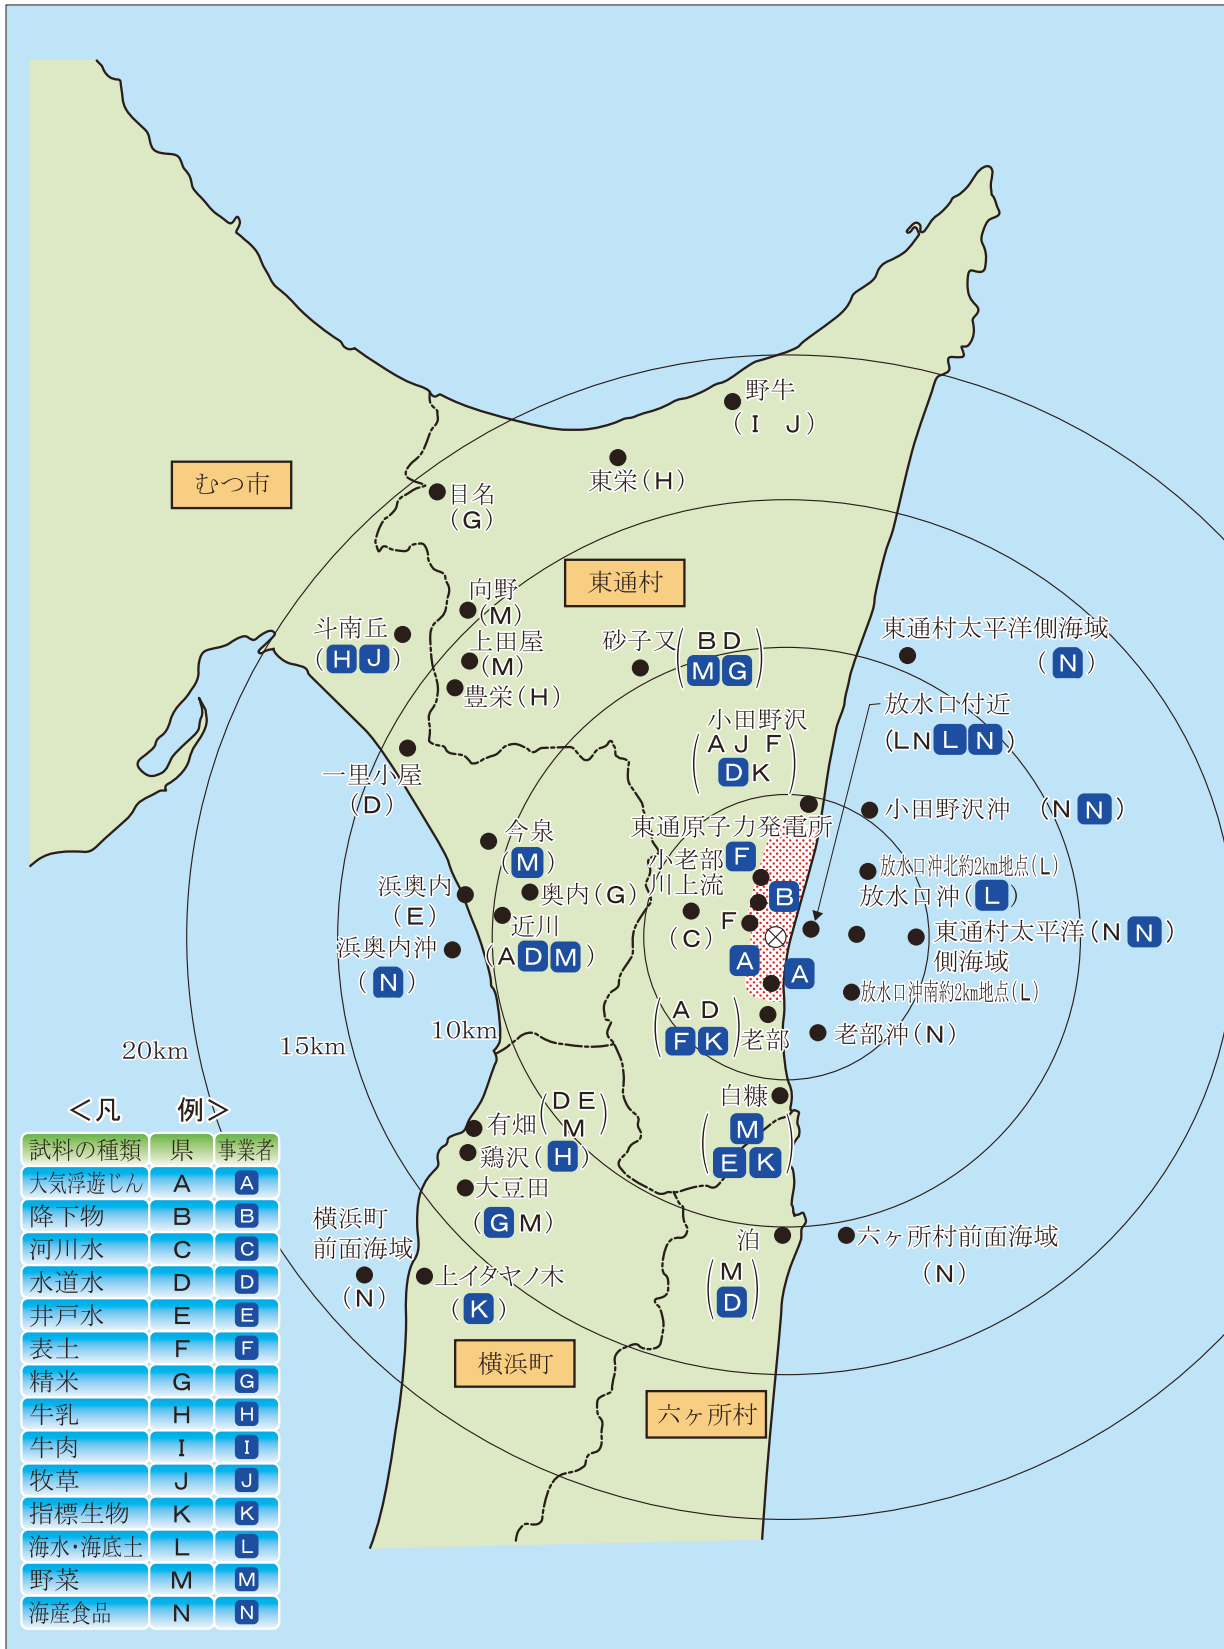 野牛
(I J)
東栄(H)
むつ市
目名
(G)
東通村
向野
(M)
斗南丘
(H J)
上田屋
(M)
豊栄(H)
砂子又(B D
M G)
東通村太平洋側海域
(N)
放水口付近
(L N L N)
小田野沢
(A J F
D K)
一里小屋
(D)
小田野沢沖 (N N)
東通原子力発電所
今泉
(M)
小老部
川上流
(C)
F
B
F
A
A
放水口沖北約2km地点(L)
放水口沖(L)
浜奥内
(E)
奥内(G)
近川
(A D M)
浜奥内沖
(N)
東通村太平洋(N N)
側海域
放水口沖南約2km地点(L)
(A D
F K)老部
老部沖(N)
10km
15km
20km
白糠
(M
E K)
有畑(D E
M)
鶏沢(H)
大豆田
(G M)
横浜町
前面海域
(N)
上イタヤノ木
(K)
泊
(M
D)
六ヶ所村前面海域
(N)
横浜町
六ヶ所村
<凡 例>
試料の種類 県 事業者
大気浮遊じん A A
降下物 B B
河川水 C C
水道水 D D
井戸水 E E
表土 F F
精米 G G
牛乳 H H
牛肉 I I
牧草 J J
指標生物 K K
海水・海底土 L L
野菜 M M
海産食品 N N